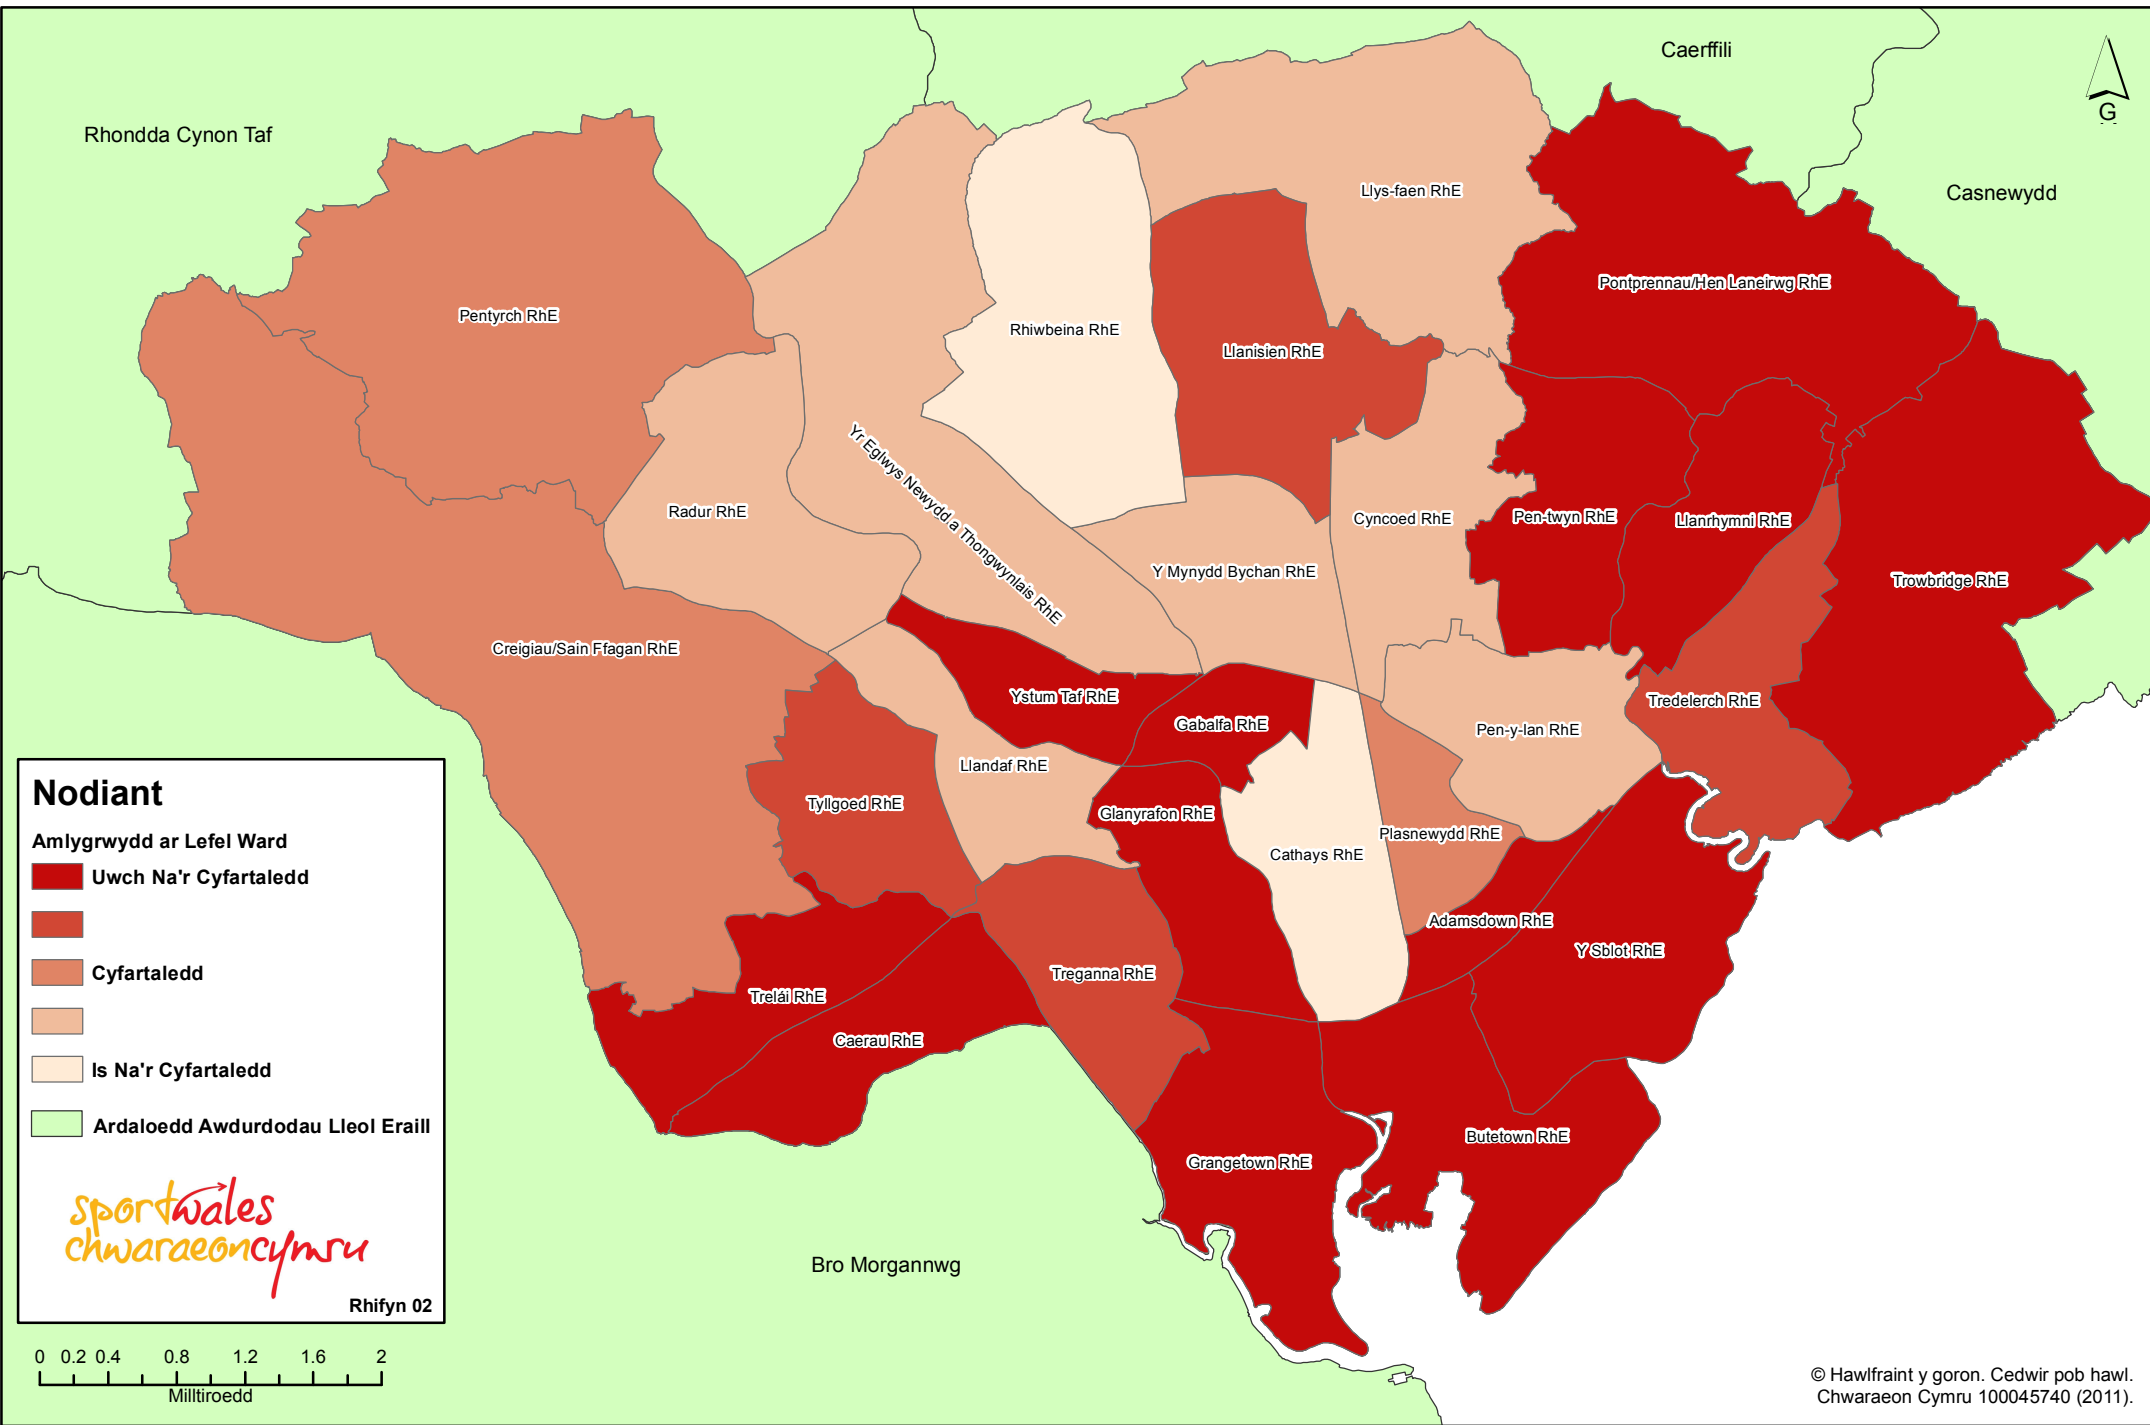 Caerffili
G
Rhondda Cynon Taf
Casnewydd
Llys-faen RhE
Pontprennau/Hen Laneirwg RhE
Pentyrch RhE
Rhiwbeina RhE
Llanisien RhE
Yr Eglwys Newydd a Thongwynlais RhE
Radur RhE
Cyncoed RhE
Pen-twyn RhE
Llanrhymni RhE
Y Mynydd Bychan RhE
Trowbridge RhE
Creigiau/Sain Ffagan RhE
Ystum Taf RhE
Tredelerch RhE
Gabalfa RhE
Pen-y-lan RhE
Llandaf RhE
Tyllgoed RhE
Glanyrafon RhE
Plasnewydd RhE
Cathays RhE
Adamsdown RhE
Y Sblot RhE
Treganna RhE
Trelái RhE
Caerau RhE
Butetown RhE
Grangetown RhE
Bro Morgannwg
Nodiant
Amlygrwydd ar Lefel Ward
Uwch Na'r Cyfartaledd
Cyfartaledd
Is Na'r Cyfartaledd
Ardaloedd Awdurdodau Lleol Eraill
sportwales
chwaraeoncymru
Rhifyn 02
0 0.2 0.4 0.8 1.2 1.6 2
Milltiroedd
© Hawlfraint y goron. Cedwir pob hawl.
Chwaraeon Cymru 100045740 (2011).